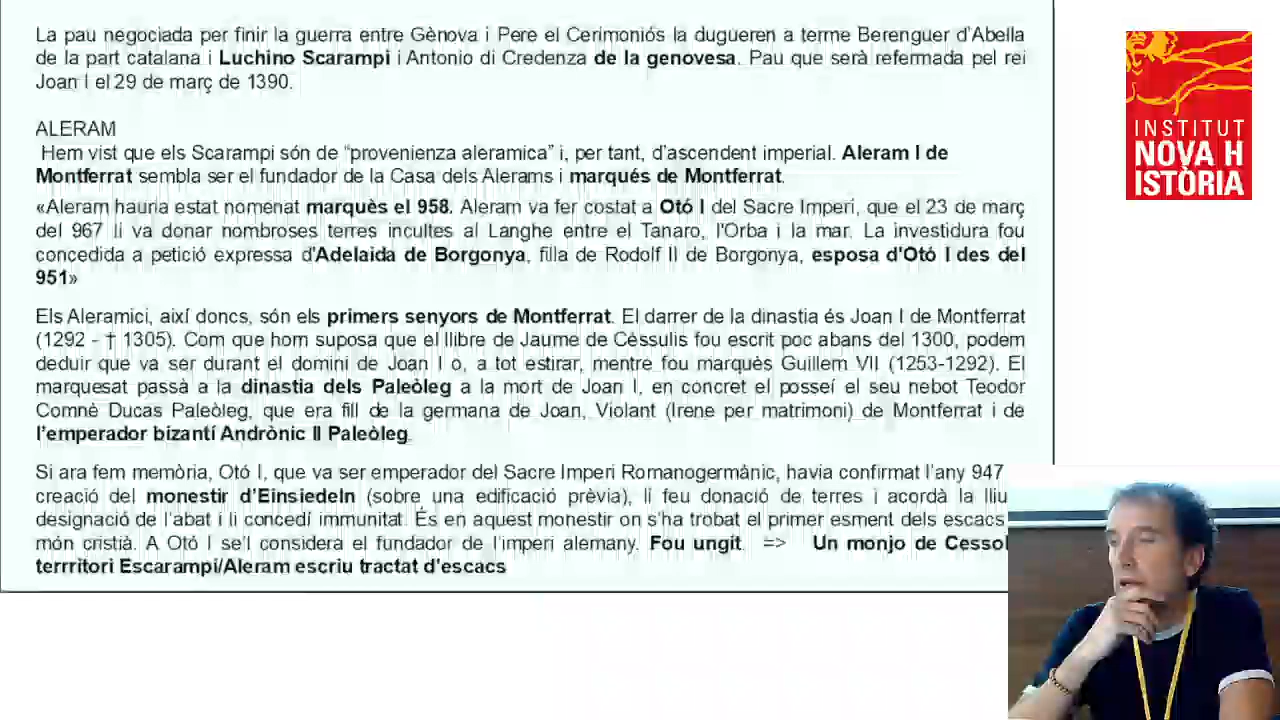 La pau negociada per finir la guerra entre Gènova i Pere el Cerimoniós la dugueren a terme Berenguer d'Abella
de la part catalana i Luchino Scarampi i Antonio di Credenza de la genovesa. Pau que serà refermada pel rei
Joan I el 29 de març de 1390.
ALERAM
Hem vist que els Scarampi són de “provenienza aleramica” i, per tant, d'ascendent imperial. Aleram I de
Montferrat sembla ser el fundador de la Casa dels Alerams i marqués de Montferrat.
«Aleram hauria estat nomenat marquès el 958. Aleram va fer costat a Otó I del Sacre Imperi, que el 23 de març
del 967 li va donar nombroses terres incultes al Langhe entre el Tanaro, l'Orba i la mar. La investidura fou
concedida a petició expressa d'Adelaida de Borgonya, filla de Rodolf II de Borgonya, esposa d'Otó I des del
951»
Els Aleramici, així doncs, són els primers senyors de Montferrat. El darrer de la dinastia és Joan I de Montferrat
(1292 - † 1305). Com que hom suposa que el llibre de Jaume de Cèssulis fou escrit poc abans del 1300, podem
deduir que va ser durant el domini de Joan I o, a tot estirar, mentre fou marquès Guillem VII (1253-1292). El
marquesat passà a la dinastia dels Paleòleg a la mort de Joan I, en concret el posseí el seu nebot Teodor
Comnè Ducas Paleòleg, que era fill de la germana de Joan, Violant (Irene per matrimoni) de Montferrat i de
l'emperador bizantí Andrònic II Paleòleg.
Si ara fem memòria, Otó I, que va ser emperador del Sacre Imperi Romanogermànic, havia confirmat l'any 947
creació del monestir d'Einsiedeln (sobre una edificació prèvia), li feu donació de terres i acordà la lliu
designació de l'abat i li concedí immunitat. És en aquest monestir on s'ha trobat el primer esment dels escacs
món cristià. A Otó I se'l considera el fundador de l'imperi alemany. Fou ungit. => Un monjo de Cessol
terrritori Escarampi/Aleram escriu tractat d'escacs
INSTITUT
NOVA H
ISTÒRIA